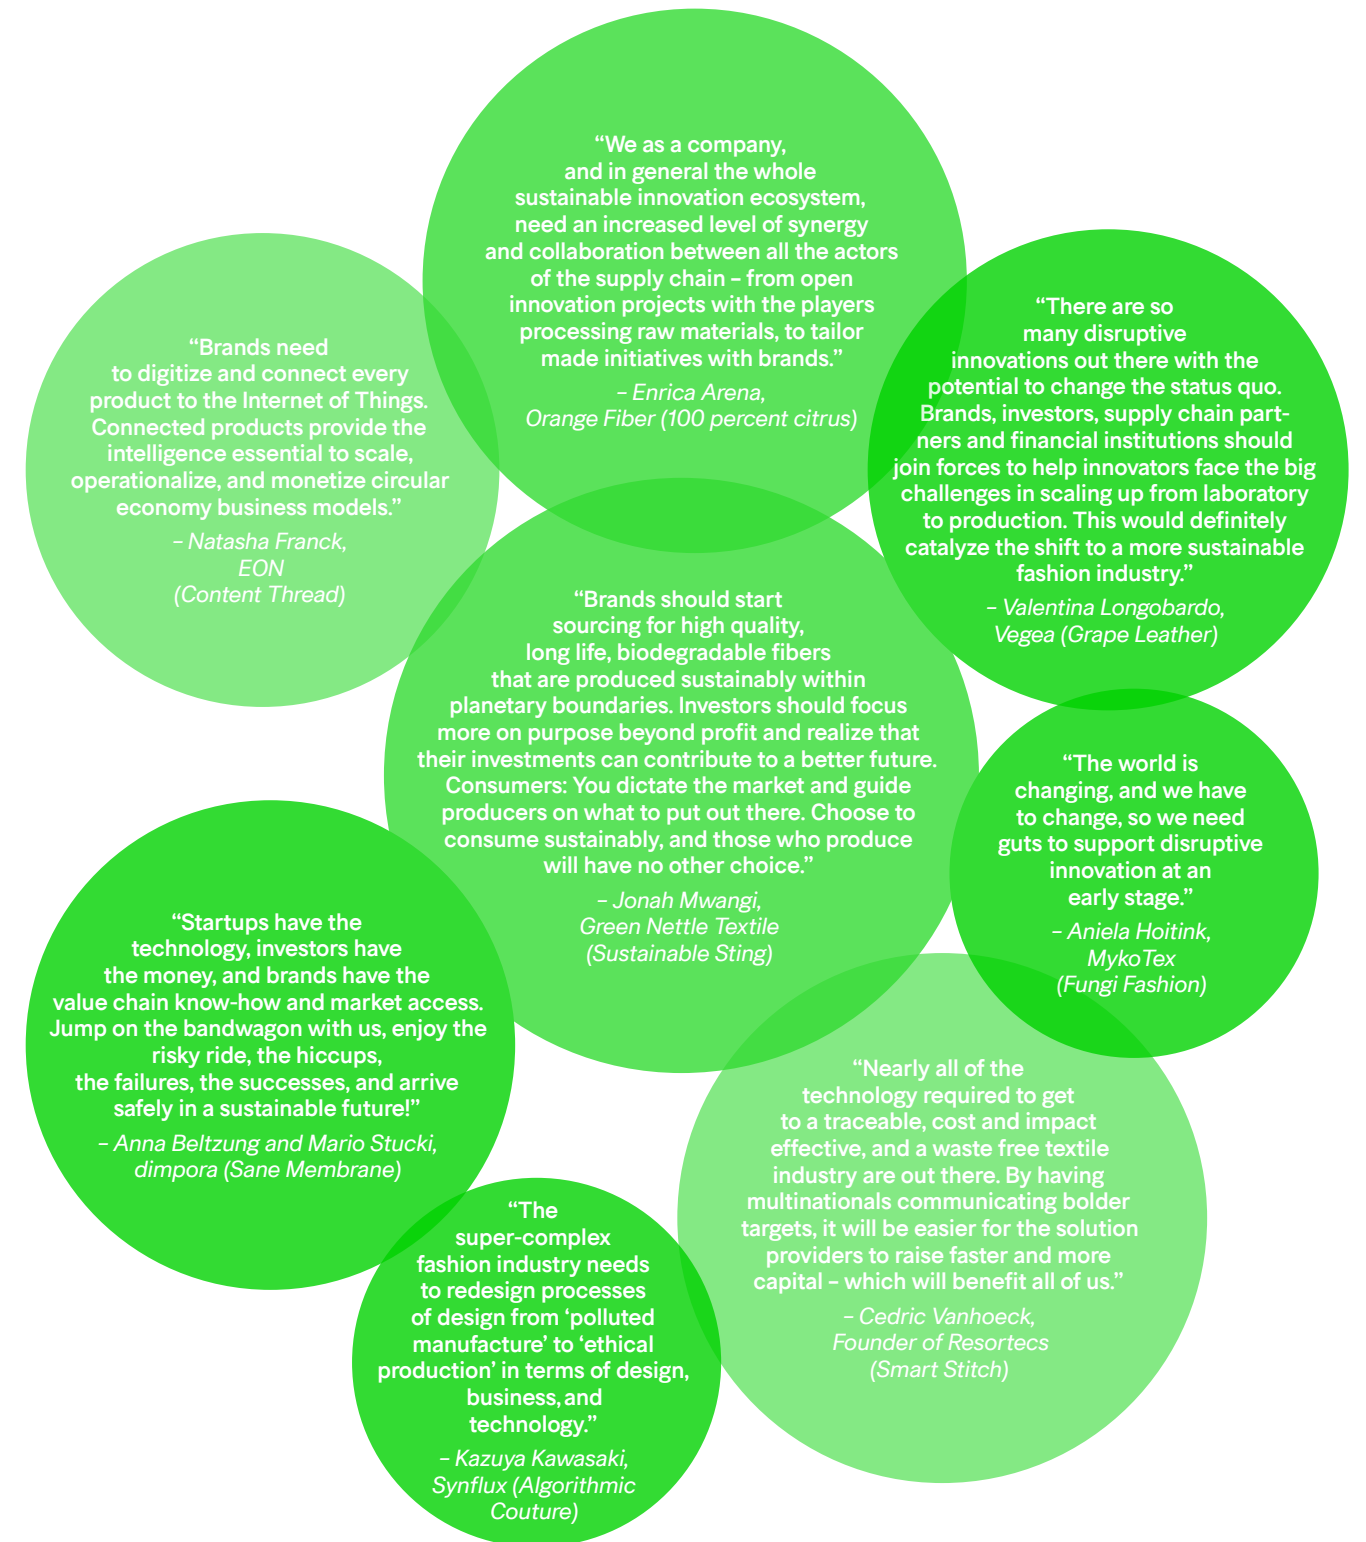 “We as a company,
and in general the whole
sustainable innovation ecosystem,
need an increased level of synergy
and collaboration between all the actors
of the supply chain – from open
innovation projects with the players
processing raw materials, to tailor
made initiatives with brands.”
– Enrica Arena,
Orange Fiber (100 percent citrus)
“Brands need
to digitize and connect every
product to the Internet of Things.
Connected products provide the
intelligence essential to scale,
operationalize, and monetize circular
economy business models.”
– Natasha Franck,
EON
(Content Thread)
“There are so
many disruptive
innovations out there with the
potential to change the status quo.
Brands, investors, supply chain part-
ners and financial institutions should
join forces to help innovators face the big
challenges in scaling up from laboratory
to production. This would definitely
catalyze the shift to a more sustainable
fashion industry.”
– Valentina Longobardo,
Vegea (Grape Leather)
“Brands should start
sourcing for high quality,
long life, biodegradable fibers
that are produced sustainably within
planetary boundaries. Investors should focus
more on purpose beyond profit and realize that
their investments can contribute to a better future.
Consumers: You dictate the market and guide
producers on what to put out there. Choose to
consume sustainably, and those who produce
will have no other choice.”
– Jonah Mwangi,
Green Nettle Textile
(Sustainable Sting)
“The world is
changing, and we have
to change, so we need
guts to support disruptive
innovation at an
early stage.”
– Aniela Hoitink,
MykoTex
(Fungi Fashion)
“Startups have the
technology, investors have
the money, and brands have the
value chain know-how and market access.
Jump on the bandwagon with us, enjoy the
risky ride, the hiccups,
the failures, the successes, and arrive
safely in a sustainable future!”
– Anna Beltzung and Mario Stucki,
dimpora (Sane Membrane)
“Nearly all of the
technology required to get
to a traceable, cost and impact
effective, and a waste free textile
industry are out there. By having
multinationals communicating bolder
targets, it will be easier for the solution
providers to raise faster and more
capital – which will benefit all of us.”
– Cedric Vanhoeck,
Founder of Resortecs
(Smart Stitch)
“The
super-complex
fashion industry needs
to redesign processes
of design from ‘polluted
manufacture’ to ‘ethical
production’ in terms of design,
business, and
technology.”
– Kazuya Kawasaki,
Synflux (Algorithmic
Couture)